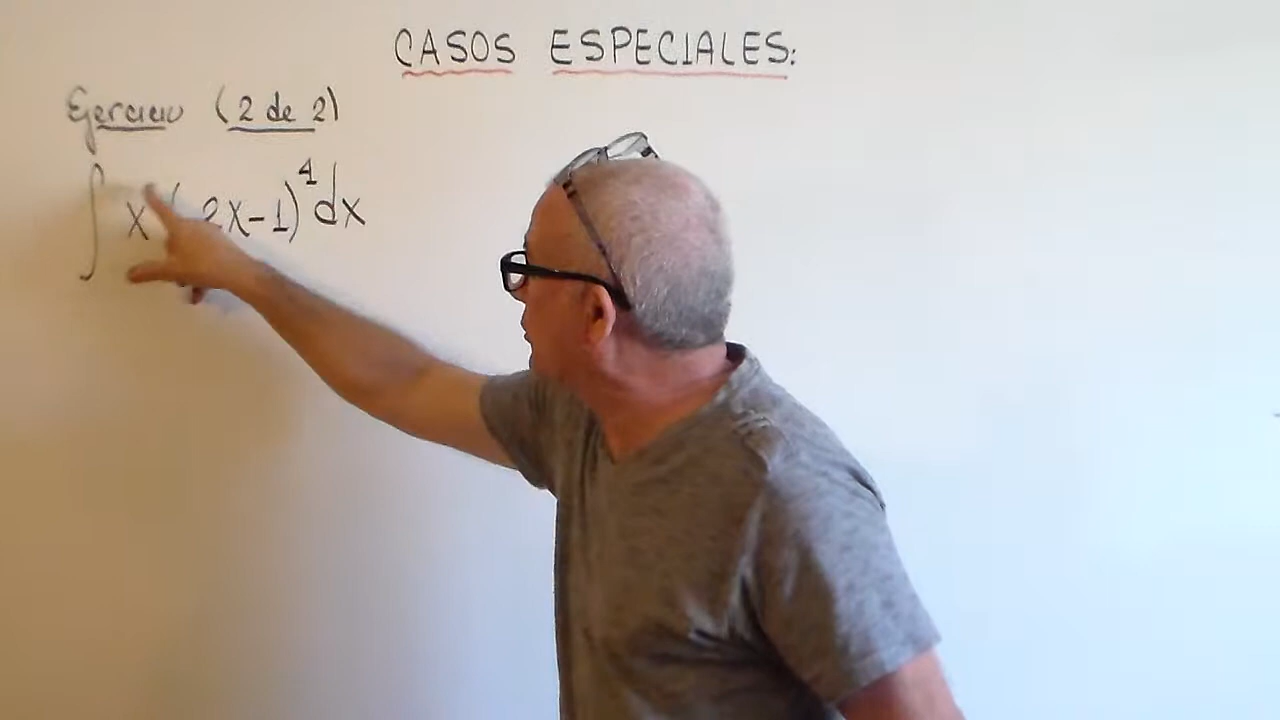 CASOS ESPECIALES:
Ejercicio (2 de 2)
∫ x (2x-1)⁴ dx